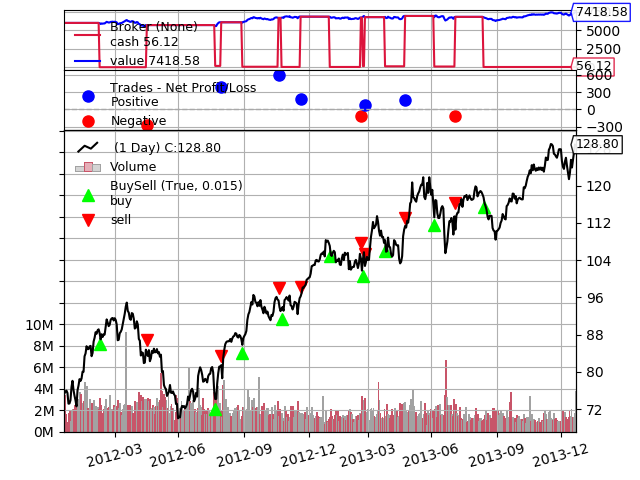 Broker (None)
cash 56.12
value 7418.58
7418.58
5000
2500
56.12
Trades - Net Profit/Loss
Positive
Negative
600
300
0
−300
(1 Day) C:128.80
Volume
BuySell (True, 0.015)
buy
sell
128.80
120
112
104
96
88
80
72
10M
8M
6M
4M
2M
0M
2012-03
2012-06
2012-09
2012-12
2013-03
2013-06
2013-09
2013-12